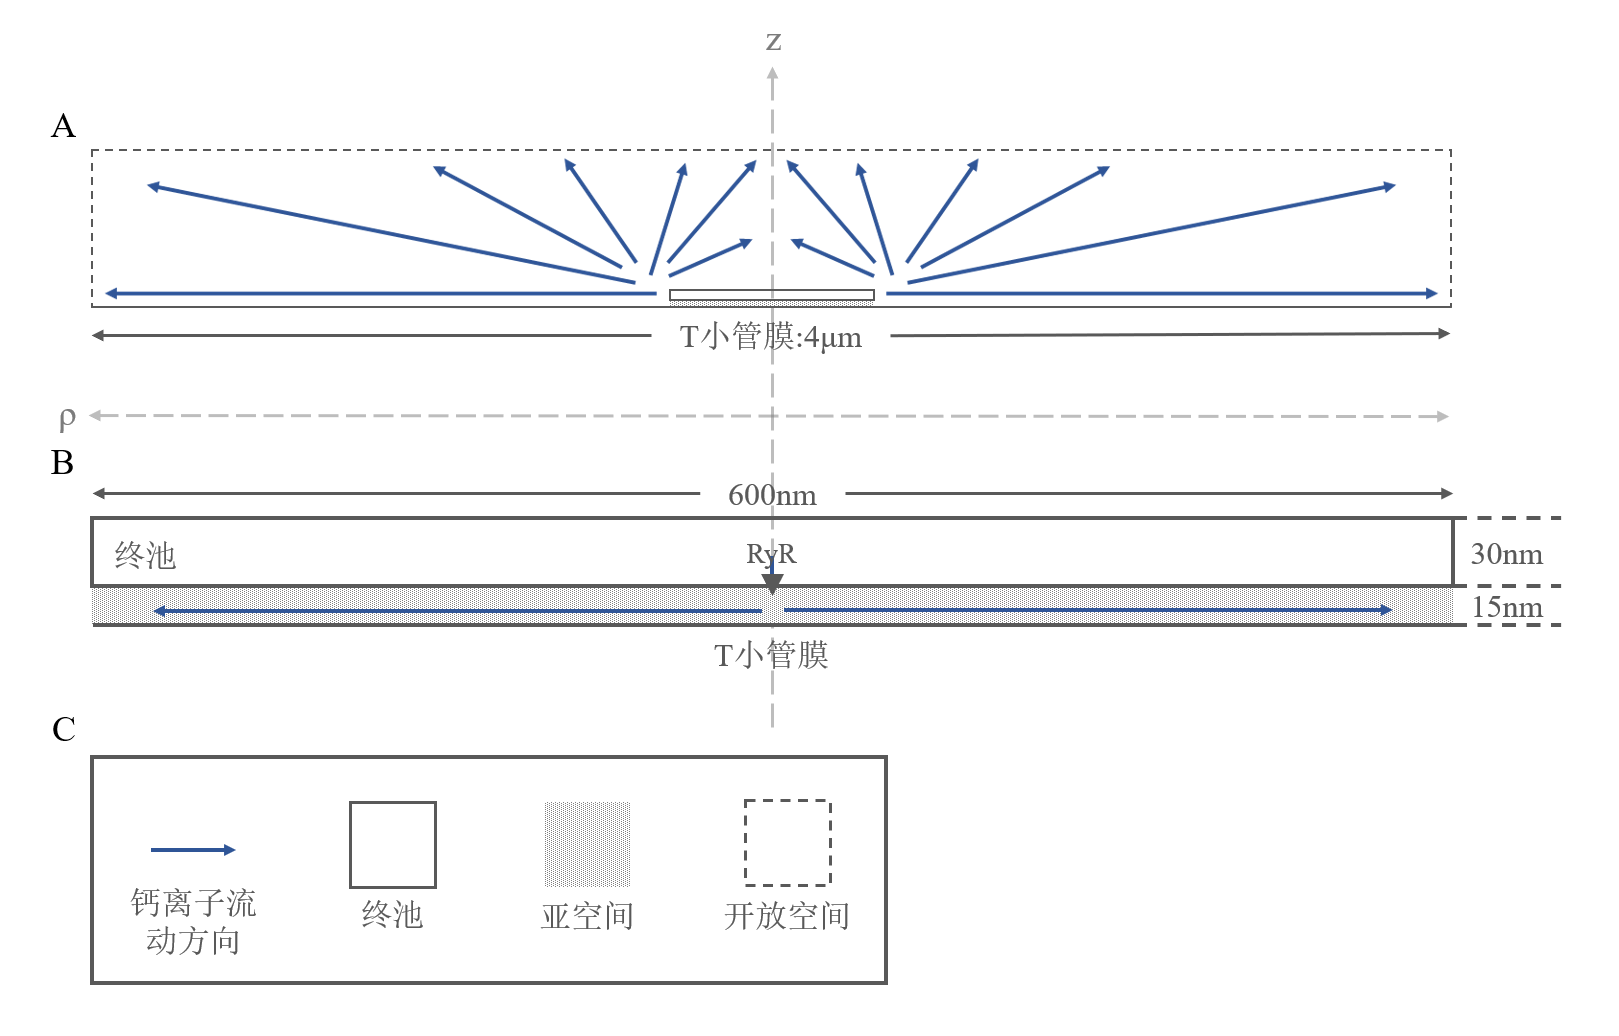 z
A
T小管膜:4μm
ρ
B
600nm
终池
RyR
30nm
15nm
T小管膜
C
钙离子流
动方向
终池
亚空间
开放空间